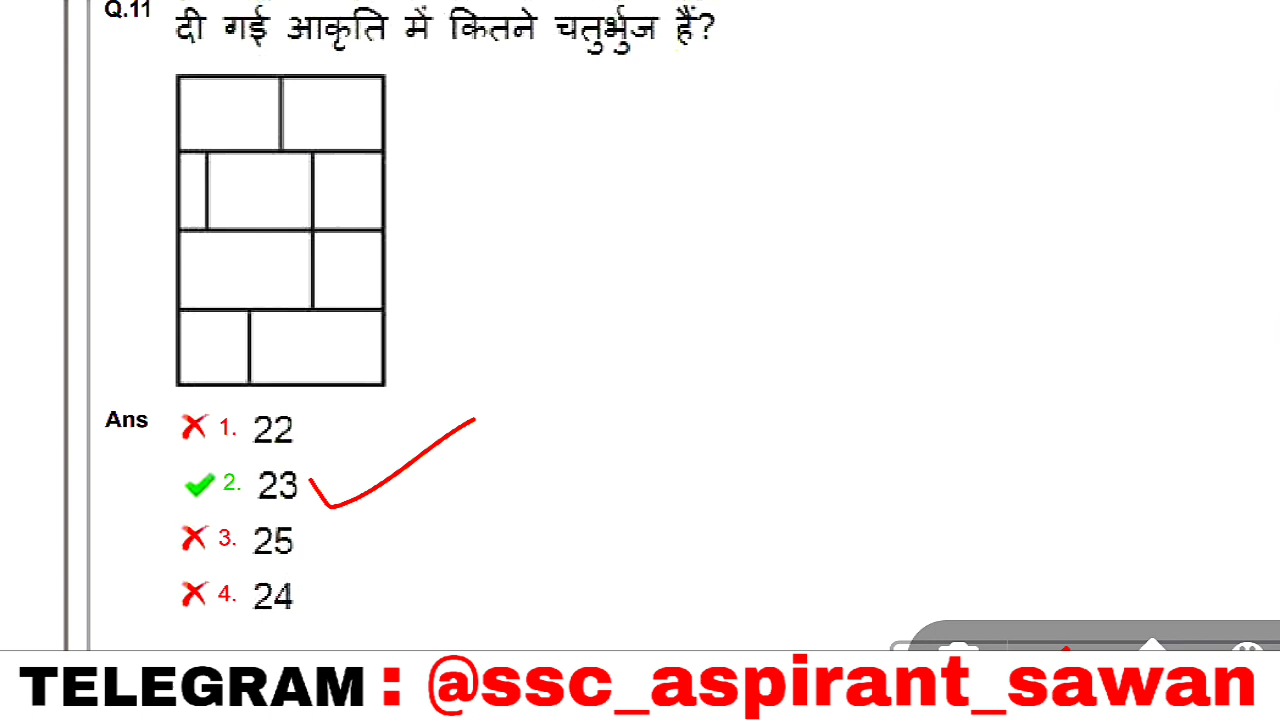 Q.11
दी गई आकृति में कितने चतुर्भुज हैं?
Ans
1. 22
2. 23
3. 25
4. 24
TELEGRAM : @ssc_aspirant_sawan